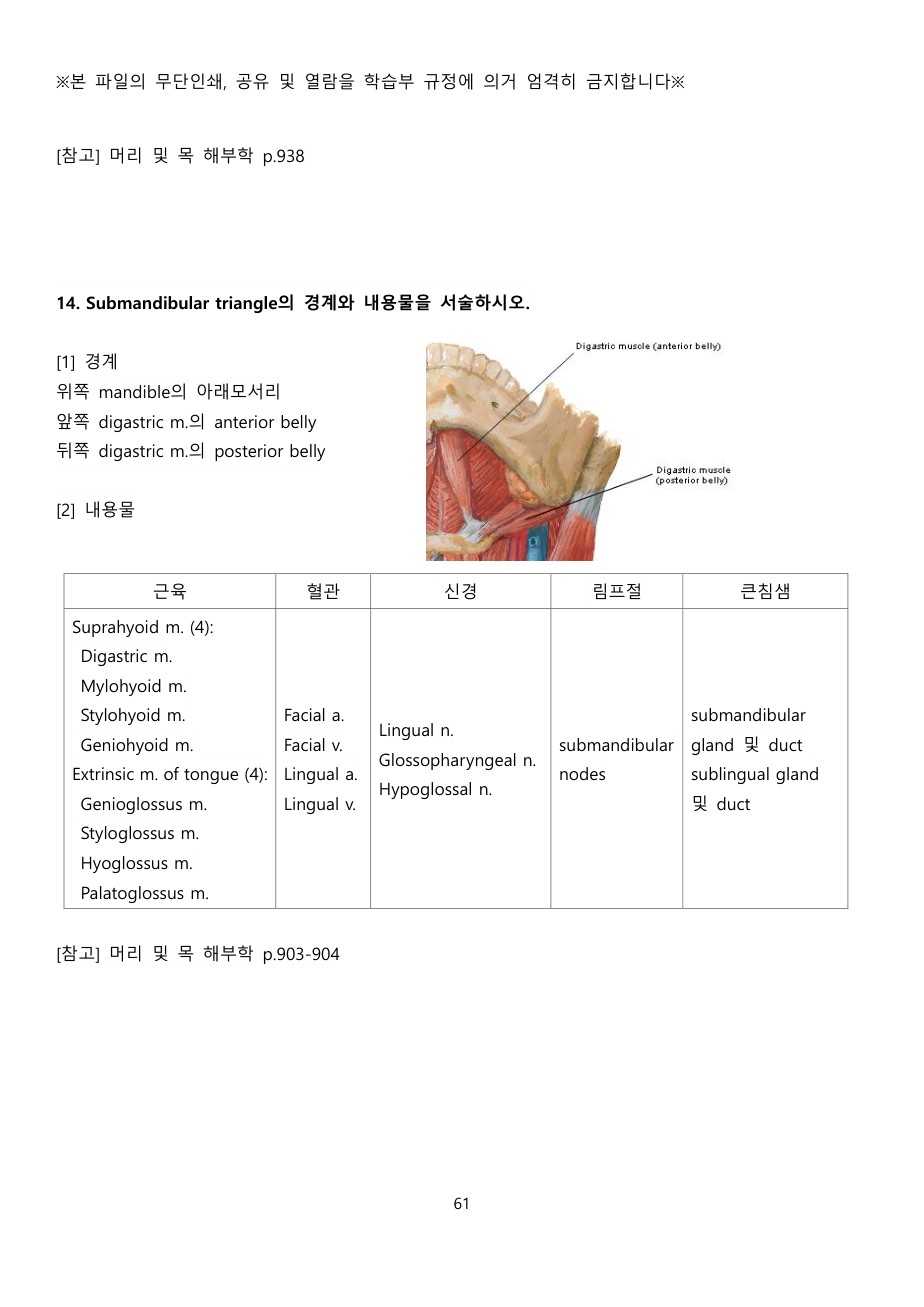 ※본 파일의 무단인쇄, 공유 및 열람을 학습부 규정에 의거 엄격히 금지합니다※
[참고] 머리 및 목 해부학 p.938
14. Submandibular triangle의 경계와 내용물을 서술하시오.
[1] 경계
위쪽 mandible의 아래모서리
앞쪽 digastric m.의 anterior belly
뒤쪽 digastric m.의 posterior belly
[2] 내용물
Digastric muscle (anterior belly)
Digastric muscle
(posterior belly)
근육 혈관 신경 림프절 큰침샘
Suprahyoid m. (4):
Digastric m.
Mylohyoid m.
Stylohyoid m.
Geniohyoid m.
Extrinsic m. of tongue (4):
Genioglossus m.
Styloglossus m.
Hyoglossus m.
Palatoglossus m.
Facial a.
Facial v.
Lingual a.
Lingual v.
Lingual n.
Glossopharyngeal n.
Hypoglossal n.
submandibular
nodes
submandibular
gland 및 duct
sublingual gland
및 duct
[참고] 머리 및 목 해부학 p.903-904
61